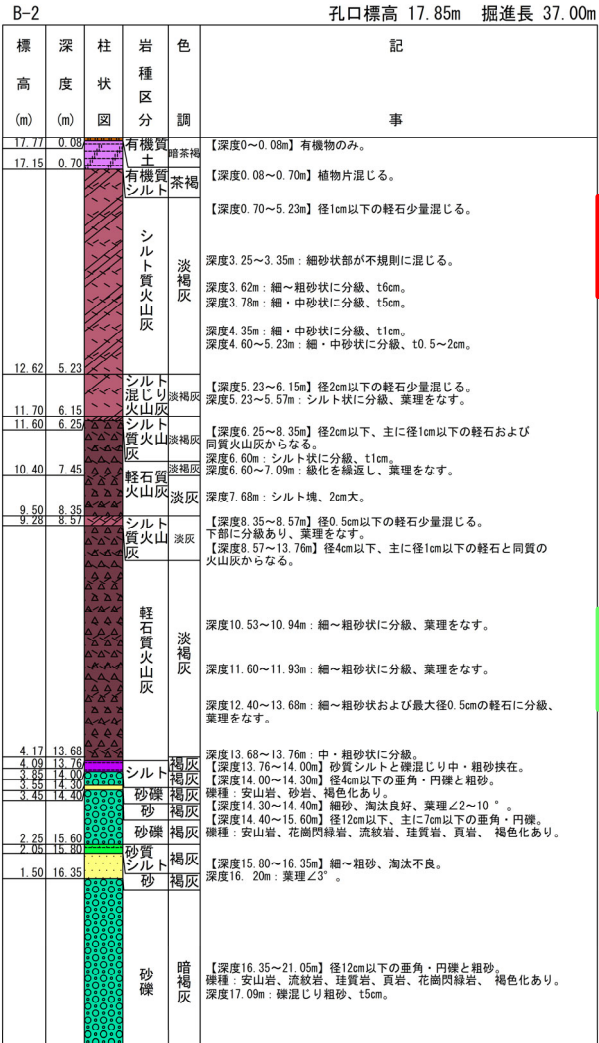 B-2
孔口標高 17.85m 掘進長 37.00m
標高(m) 深度(m) 柱状図 岩種区分 色調 記事
17.77 0.08 有機質土 暗茶褐 【深度0～0.08m】有機物のみ。
17.15 0.70
有機質シルト 茶褐 【深度0.08～0.70m】植物片混じる。
シルト質火山灰 淡褐灰 【深度0.70～5.23m】径1cm以下の軽石少量混じる。
深度3.25～3.35m：細砂状部が不規則に混じる。
深度3.62m：細～粗砂状に分級、t6cm。
深度3.78m：細・中砂状に分級、t5cm。
深度4.35m：細・中砂状に分級、t1cm。
深度4.60～5.23m：細・中砂状に分級、t0.5～2cm。
12.62 5.23
シルト混じり火山灰 淡褐灰 【深度5.23～6.15m】径2cm以下の軽石少量混じる。
深度5.23～5.57m：シルト状に分級、葉理をなす。
11.70 6.15
11.60 6.25
シルト質火山灰 淡褐灰 【深度6.25～8.35m】径2cm以下、主に径1cm以下の軽石および
同質火山灰からなる。
深度6.60m：シルト状に分級、t1cm。
10.40 7.45 軽石質火山灰 淡褐灰 深度6.60～7.09m：級化を繰返し、葉理をなす。
淡灰 深度7.68m：シルト塊、2cm大。
9.50 8.35
9.28 8.57 シルト質火山灰 淡灰 【深度8.35～8.57m】径0.5cm以下の軽石少量混じる。
下部に分級あり、葉理をなす。
【深度8.57～13.76m】径4cm以下、主に径1cm以下の軽石と同質の
火山灰からなる。
軽石質火山灰 淡褐灰 深度10.53～10.94m：細～粗砂状に分級、葉理をなす。
深度11.60～11.93m：細～粗砂状に分級、葉理をなす。
深度12.40～13.68m：細～粗砂状および最大径0.5cmの軽石に分級、
葉理をなす。
4.17 13.68 深度13.68～13.76m：中・粗砂状に分級。
4.09 13.76 シルト 褐灰 【深度13.76～14.00m】砂質シルトと礫混じり中・粗砂挟在。
3.85 14.00 褐灰 【深度14.00～14.30m】径4cm以下の亜角・円礫と粗砂。
3.55 14.30 砂礫 褐灰 礫種：安山岩、砂岩、褐色化あり。
3.45 14.40 砂 褐灰 【深度14.30～14.40m】細砂、淘汰良好、葉理∠2～10°。
【深度14.40～15.60m】径12cm以下、主に7cm以下の亜角・円礫。
砂礫 褐灰 礫種：安山岩、花崗閃緑岩、流紋岩、珪質岩、頁岩、 褐色化あり。
2.25 15.60
2.05 15.80
砂質シルト 褐灰 【深度15.80～16.35m】細～粗砂、淘汰不良。
1.50 16.35 砂 褐灰 深度16. 20m：葉理∠3°。
砂礫 暗褐灰 【深度16.35～21.05m】径12cm以下の亜角・円礫と粗砂。
礫種：安山岩、流紋岩、珪質岩、頁岩、花崗閃緑岩、 褐色化あり。
深度17.09m：礫混じり粗砂、t5cm。